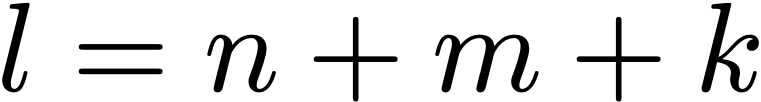 l = n + m + k